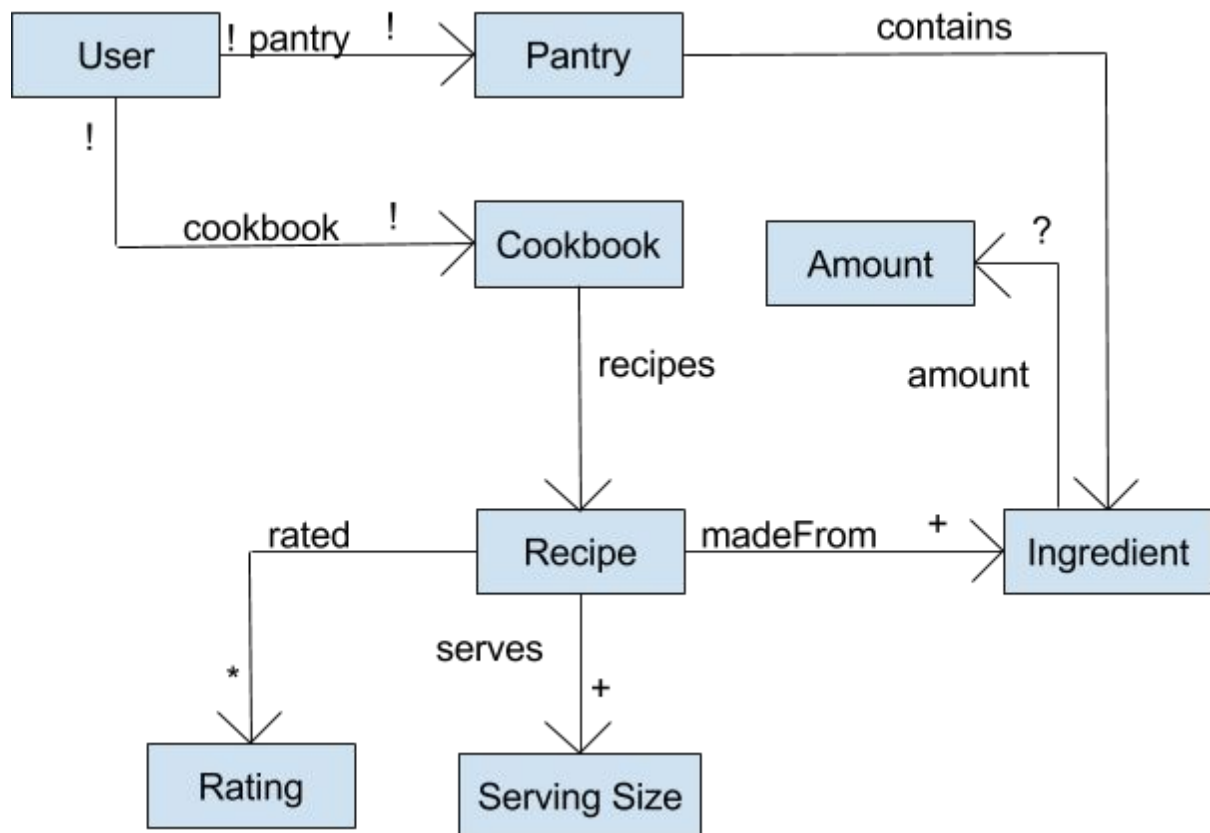 User
! pantry
!
Pantry
contains
!
cookbook
!
Cookbook
Amount
?
recipes
amount
rated
Recipe
madeFrom
+
Ingredient
serves
*
+
Rating
Serving Size